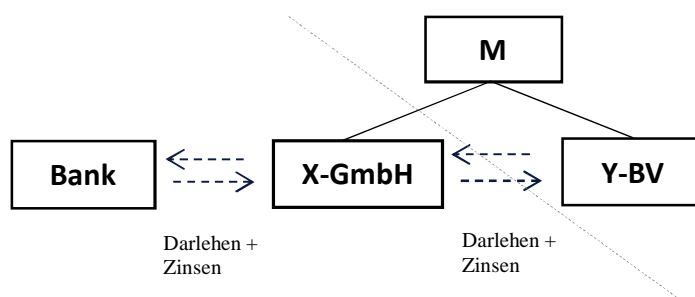 M
Bank
X-GmbH
Y-BV
Darlehen +
Zinsen
Darlehen +
Zinsen